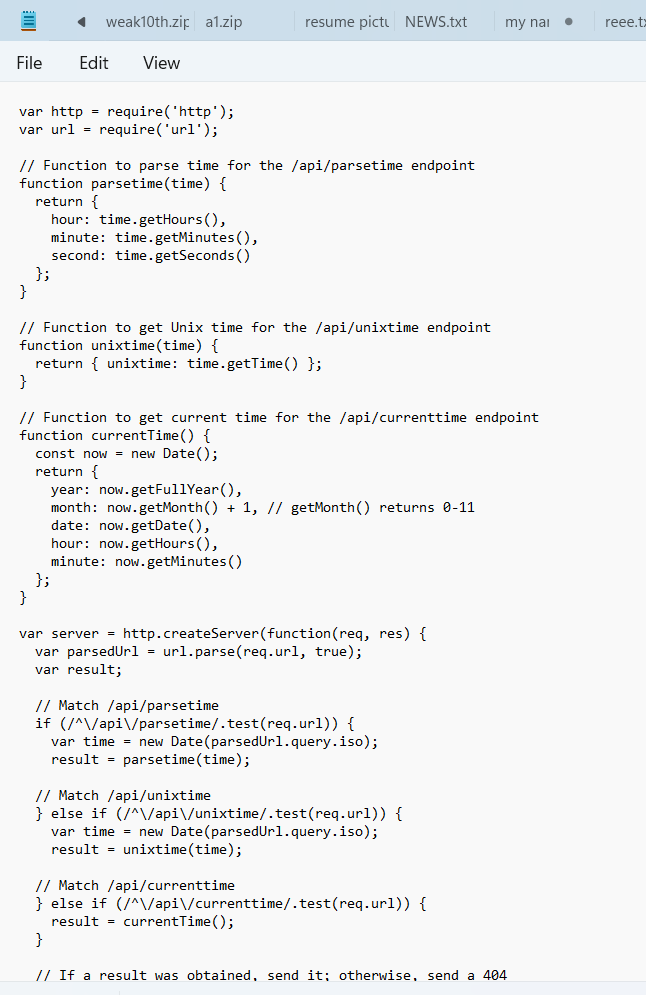 weak10th.zip a1.zip resume pictu NEWS.txt my nar reee.tx
File Edit View
var http = require('http');
var url = require('url');
// Function to parse time for the /api/parsetime endpoint
function parsetime(time) {
  return {
    hour: time.getHours(),
    minute: time.getMinutes(),
    second: time.getSeconds()
  };
}
// Function to get Unix time for the /api/unixtime endpoint
function unixtime(time) {
  return { unixtime: time.getTime() };
}
// Function to get current time for the /api/currenttime endpoint
function currentTime() {
  const now = new Date();
  return {
    year: now.getFullYear(),
    month: now.getMonth() + 1, // getMonth() returns 0-11
    date: now.getDate(),
    hour: now.getHours(),
    minute: now.getMinutes()
  };
}
var server = http.createServer(function(req, res) {
  var parsedUrl = url.parse(req.url, true);
  var result;
  // Match /api/parsetime
  if (/^\/api\/parsetime/.test(req.url)) {
    var time = new Date(parsedUrl.query.iso);
    result = parsetime(time);
  // Match /api/unixtime
  } else if (/^\/api\/unixtime/.test(req.url)) {
    var time = new Date(parsedUrl.query.iso);
    result = unixtime(time);
  // Match /api/currenttime
  } else if (/^\/api\/currenttime/.test(req.url)) {
    result = currentTime();
  }
  // If a result was obtained, send it; otherwise, send a 404